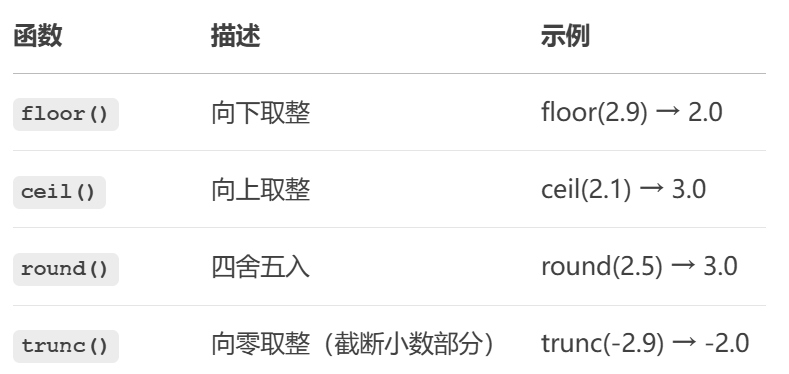 函数 描述 示例
floor() 向下取整 floor(2.9) → 2.0
ceil() 向上取整 ceil(2.1) → 3.0
round() 四舍五入 round(2.5) → 3.0
trunc() 向零取整（截断小数部分） trunc(-2.9) → -2.0